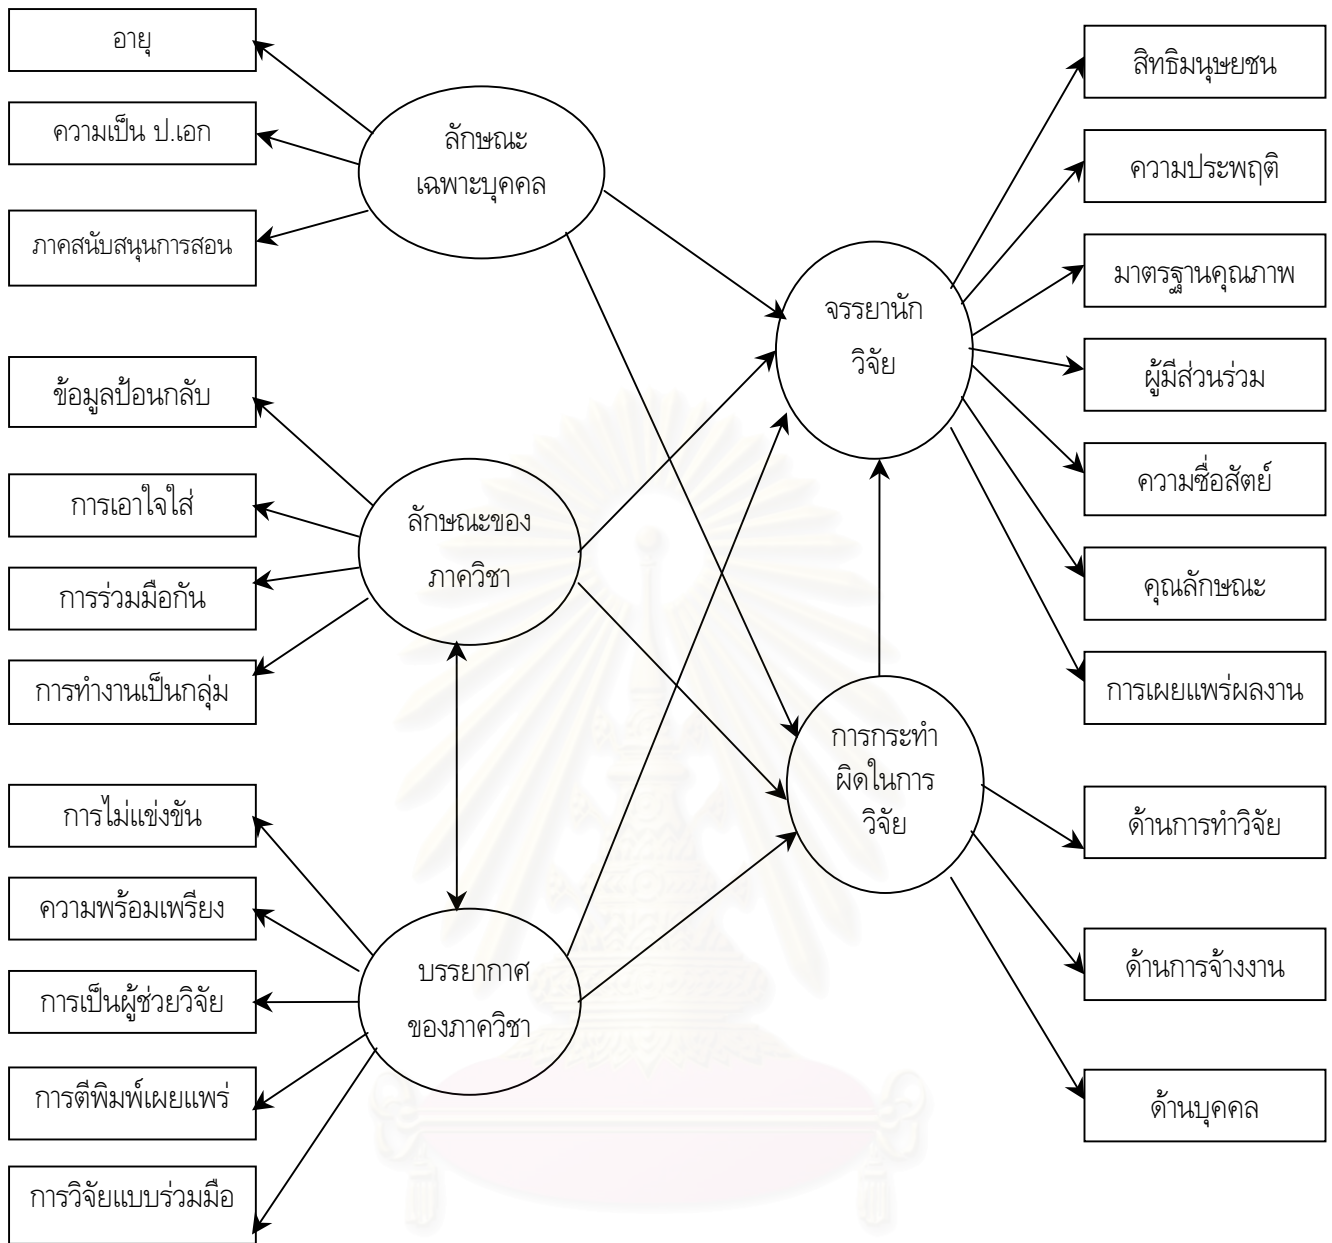 อายุ
ความเป็น ป.เอก
ภาคสนับสนุนการสอน
ข้อมูลป้อนกลับ
การเอาใจใส่
การร่วมมือกัน
การทำงานเป็นกลุ่ม
การไม่แข่งขัน
ความพร้อมเพรียง
การเป็นผู้ช่วยวิจัย
การตีพิมพ์เผยแพร่
การวิจัยแบบร่วมมือ
ลักษณะ
เฉพาะบุคคล
ลักษณะของ
ภาควิชา
บรรยากาศ
ของภาควิชา
จรรยานัก
วิจัย
การกระทำ
ผิดในการ
วิจัย
สิทธิมนุษยชน
ความประพฤติ
มาตรฐานคุณภาพ
ผู้มีส่วนร่วม
ความซื่อสัตย์
คุณลักษณะ
การเผยแพร่ผลงาน
ด้านการทำวิจัย
ด้านการจ้างงาน
ด้านบุคคล